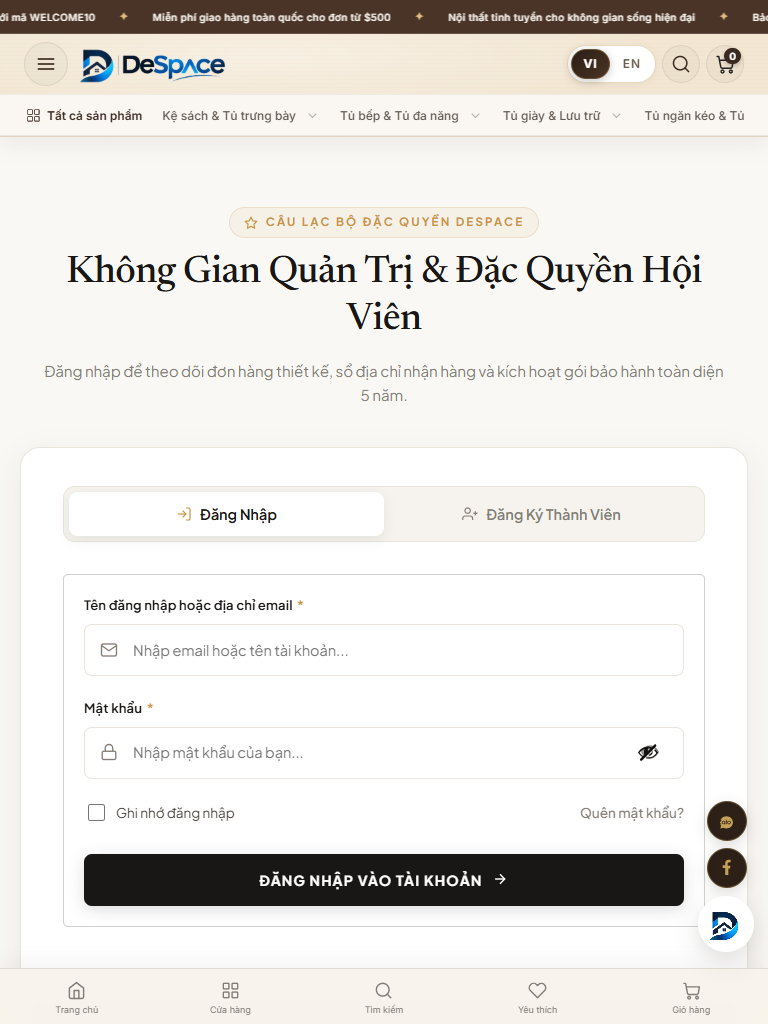 ới mã WELCOME10 ✦ Miễn phí giao hàng toàn quốc cho đơn từ $500 ✦ Nội thất tinh tuyển cho không gian sống hiện đại ✦ Bảo
DeSpace
VI EN 0
Tất cả sản phẩm Kệ sách & Tủ trưng bày Tủ bếp & Tủ đa năng Tủ giày & Lưu trữ Tủ ngăn kéo & Tủ
CÂU LẠC BỘ ĐẶC QUYỀN DESPACE
Không Gian Quản Trị & Đặc Quyền Hội
Viên
Đăng nhập để theo dõi đơn hàng thiết kế, sổ địa chỉ nhận hàng và kích hoạt gói bảo hành toàn diện
5 năm.
Đăng Nhập Đăng Ký Thành Viên
Tên đăng nhập hoặc địa chỉ email *
Nhập email hoặc tên tài khoản...
Mật khẩu *
Nhập mật khẩu của bạn...
Ghi nhớ đăng nhập Quên mật khẩu?
Zalo
ĐĂNG NHẬP VÀO TÀI KHOẢN →
Trang chủ Cửa hàng Tìm kiếm Yêu thích Giỏ hàng